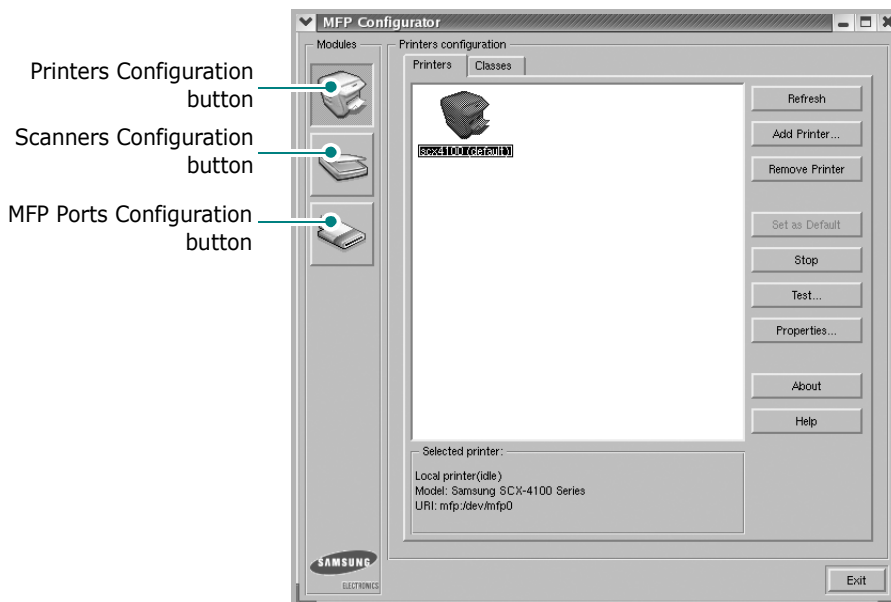 MFP Configurator
Modules
Printers configuration
Printers Configuration
button
Scanners Configuration
button
MFP Ports Configuration
button
Printers
Classes
scx4100 (default)
Refresh
Add Printer...
Remove Printer
Set as Default
Stop
Test...
Properties...
About
Help
Selected printer:
Local printer(idle)
Model: Samsung SCX-4100 Series
URI: mfp:/dev/mfp0
SAMSUNG
ELECTRONICS
Exit